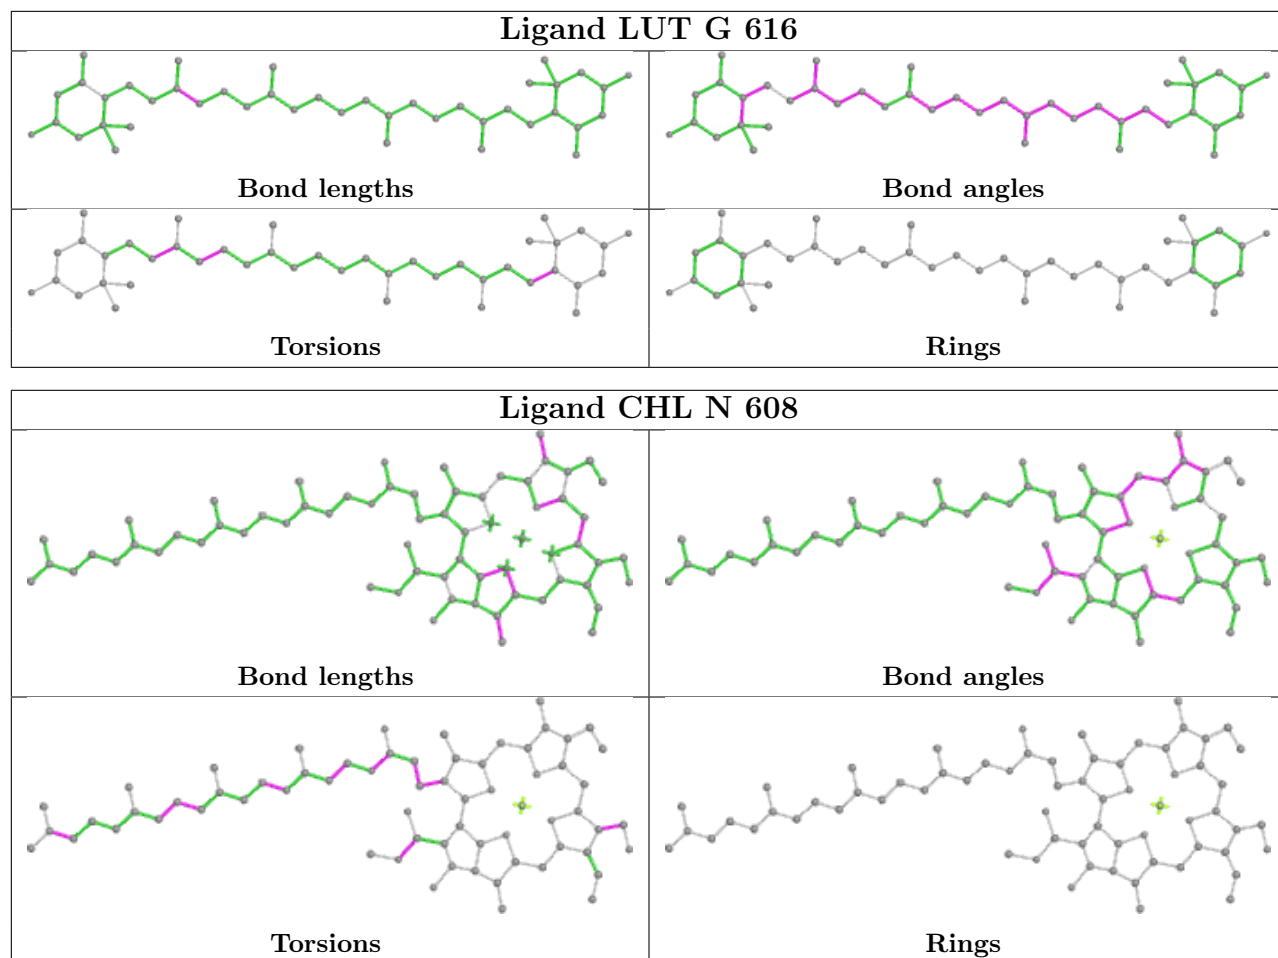 Ligand LUT G 616
Bond lengths
Bond angles
Torsions
Rings
Ligand CHL N 608
Bond lengths
Bond angles
Torsions
Rings